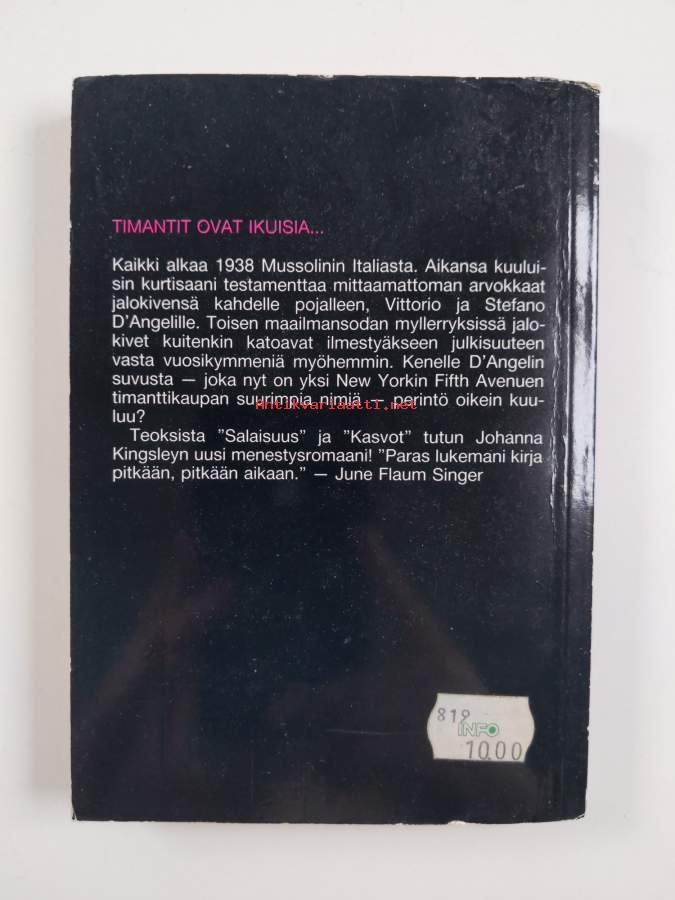 TIMANTIT OVAT IKUISIA...
Kaikki alkaa 1938 Mussolinin Italiasta. Aikansa kuului-
sin kurtisaani testamenttaa mittaamattoman arvokkaat
jalokivensä kahdelle pojalleen, Vittorio ja Stefano
D'Angelille. Toisen maailmansodan myllerryksissä jalo-
kivet kuitenkin katoavat ilmestyäkseen julkisuuteen
vasta vuosikymmeniä myöhemmin. Kenelle D'Angelin
suvusta — joka nyt on yksi New Yorkin Fifth Avenuen
timanttikaupan suurimpia nimiä — perintö oikein kuu-
luu?
Antikvariaatti.net
Teoksista "Salaisuus" ja "Kasvot" tutun Johanna
Kingsleyn uusi menestysromaani! "Paras lukemani kirja
pitkään, pitkään aikaan." — June Flaum Singer
819
INFO
10.00